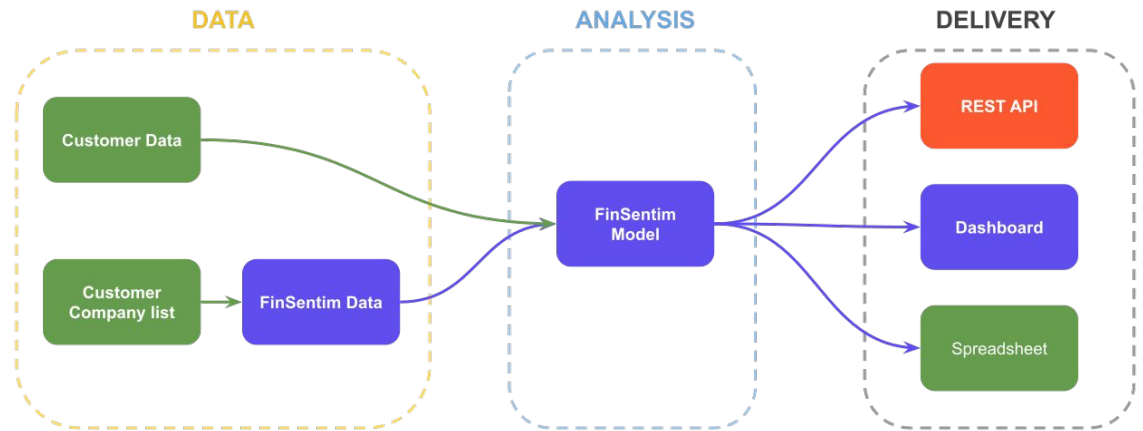 DATA
ANALYSIS
DELIVERY
Customer Data
Customer
Company list
FinSentim Data
FinSentim
Model
REST API
Dashboard
Spreadsheet